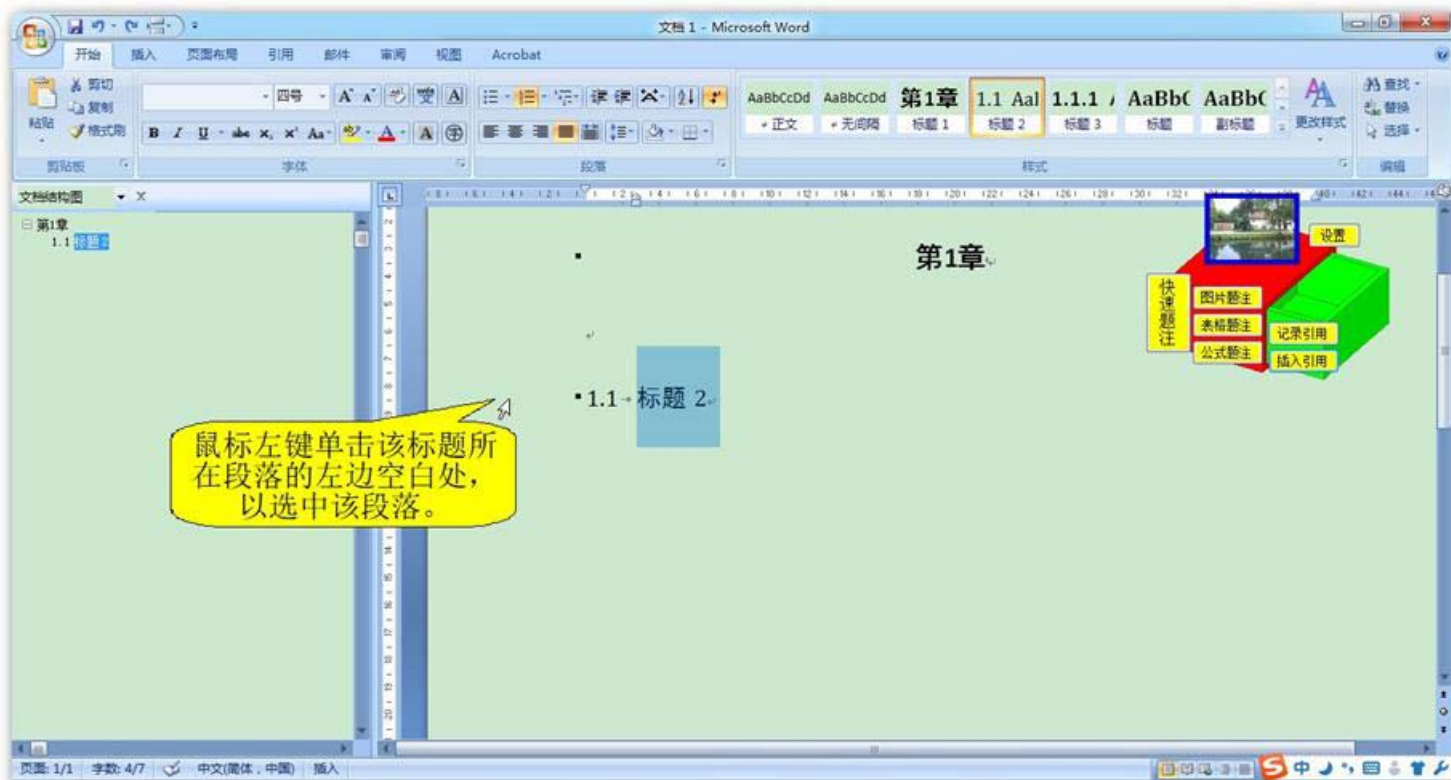 文档 1 - Microsoft Word
开始 插入 页面布局 引用 邮件 审阅 视图 Acrobat
剪切
复制
格式刷
粘贴
四号
剪贴板 字体 段落 样式 编辑
AaBbCcDd AaBbCcDd 第1章 1.1 Aal 1.1.1 AaBb( AaBb(
正文 无间隔 标题 1 标题 2 标题 3 标题 副标题
更改样式
查找
替换
选择
文档结构图
第1章
1.1 标题 2
第1章
1.1 标题 2
鼠标左键单击该标题所
在段落的左边空白处，
以选中该段落。
设置
快速题注
图片题注
表格题注
公式题注
记录引用
插入引用
页面: 1/1 字数: 4/7 中文(简体, 中国) 插入
中